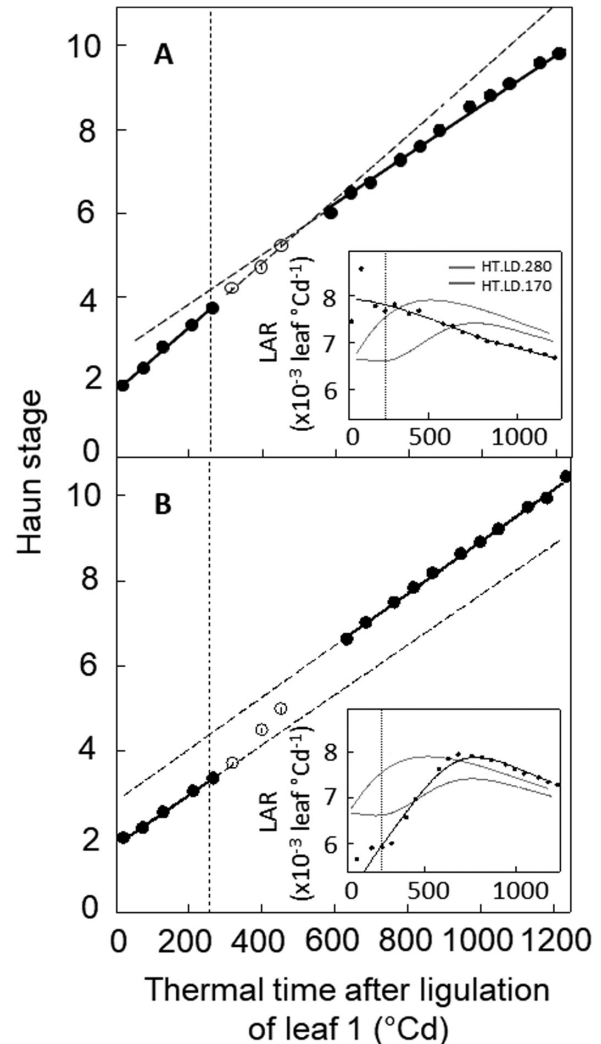 A
10
8
6
4
2
0
HT.LD.280
HT.LD.170
LAR
(x10⁻³ leaf °Cd⁻¹)
8
7
6
0 500 1000
Haun stage
B
10
8
6
4
2
0
LAR
(x10⁻³ leaf °Cd⁻¹)
8
7
6
0 500 1000
0 200 400 600 800 1000 1200
Thermal time after ligulation
of leaf 1 (°Cd)